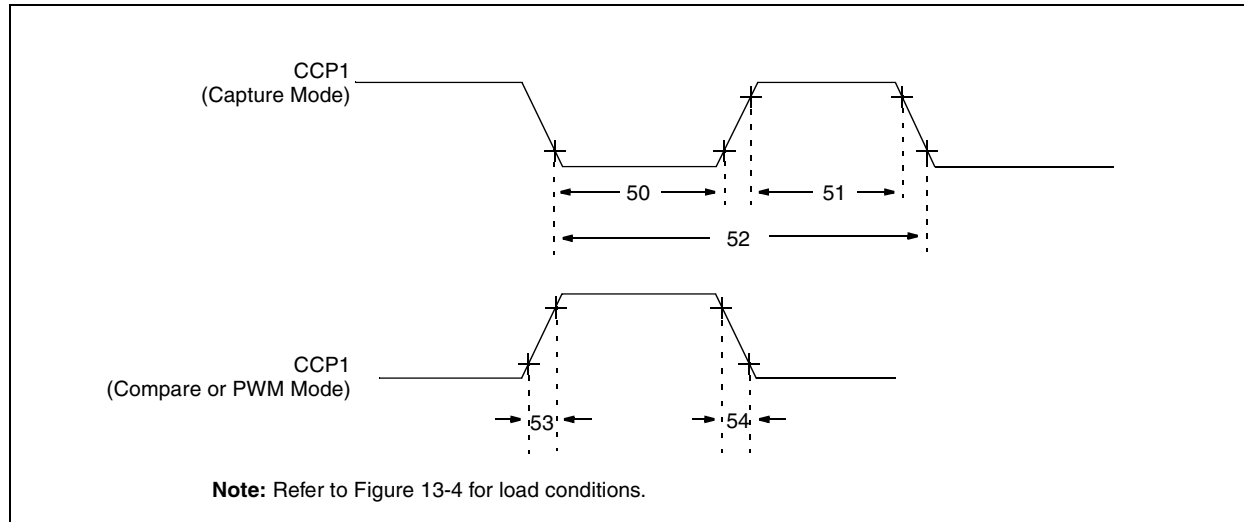 CCP1
(Capture Mode)
50
51
52
CCP1
(Compare or PWM Mode)
53
54
Note: Refer to Figure 13-4 for load conditions.